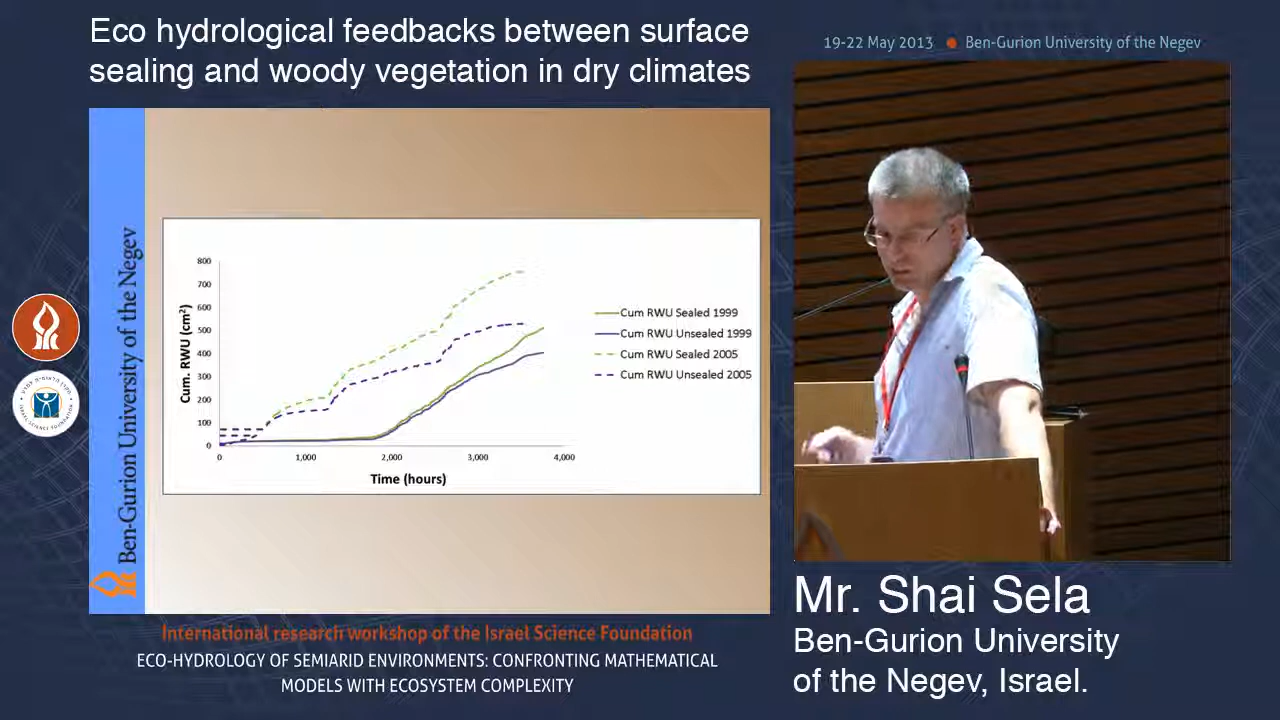 Eco hydrological feedbacks between surface
sealing and woody vegetation in dry climates
19-22 May 2013 ● Ben-Gurion University of the Negev
Ben-Gurion University of the Negev
800
700
600
500
400
300
200
100
0
Cum. RWU (cm²)
0 1,000 2,000 3,000 4,000
Time (hours)
Cum RWU Sealed 1999
Cum RWU Unsealed 1999
Cum RWU Sealed 2005
Cum RWU Unsealed 2005
International research workshop of the Israel Science Foundation
ECO-HYDROLOGY OF SEMIARID ENVIRONMENTS: CONFRONTING MATHEMATICAL
MODELS WITH ECOSYSTEM COMPLEXITY
Mr. Shai Sela
Ben-Gurion University
of the Negev, Israel.